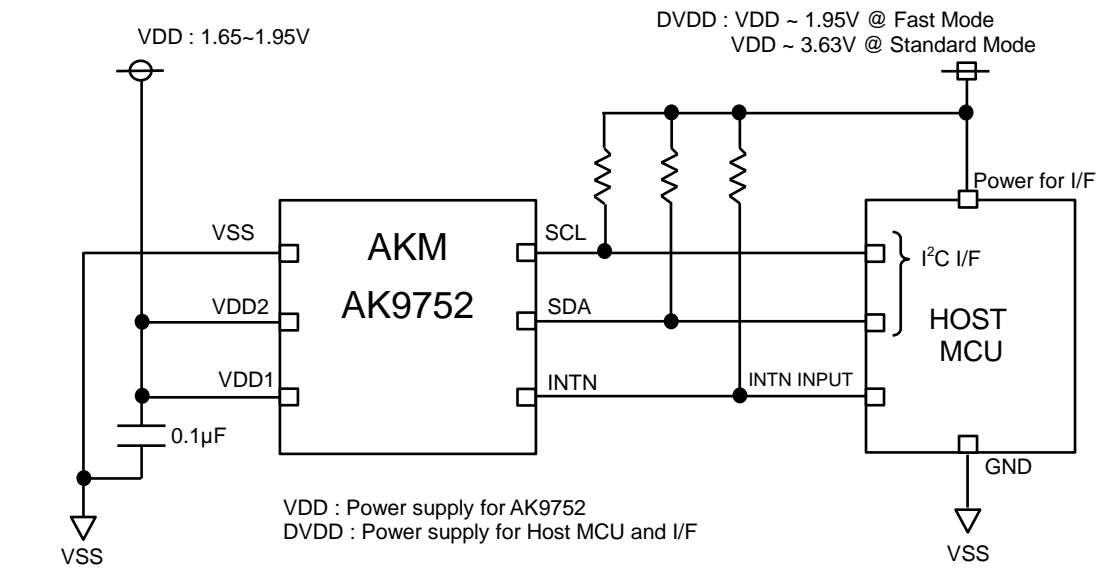 DVDD : VDD ~ 1.95V @ Fast Mode
VDD ~ 3.63V @ Standard Mode
VDD : 1.65~1.95V
Power for I/F
VSS
VDD2
VDD1
AKM
AK9752
SCL
SDA
INTN
INTN INPUT
I²C I/F
HOST
MCU
0.1µF
GND
VDD : Power supply for AK9752
DVDD : Power supply for Host MCU and I/F
VSS
VSS